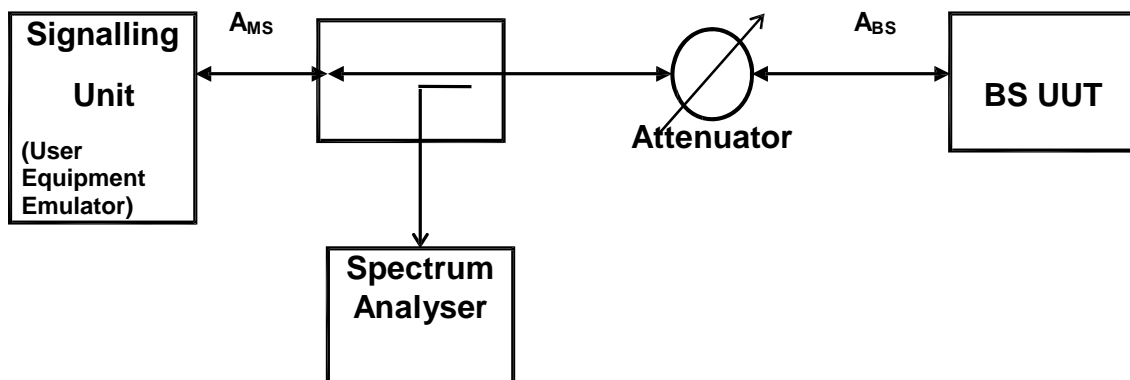 Signalling
Unit
(User
Equipment
Emulator)
AMS
Attenuator
ABS
BS UUT
Spectrum
Analyser